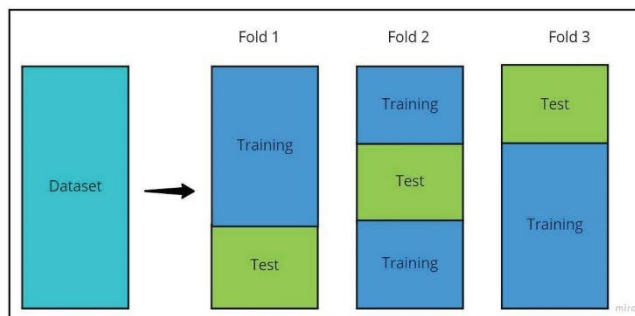 Fold 1
Fold 2
Fold 3
Dataset
Training
Test
Training
Test
Training
Test
Training